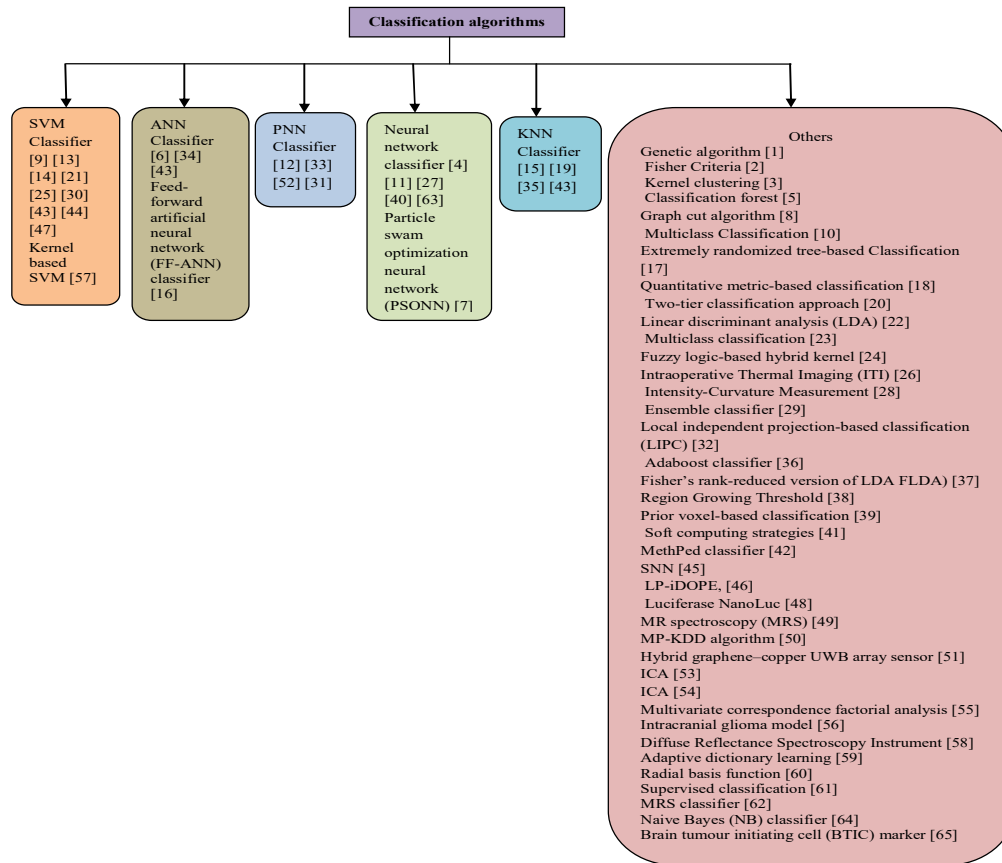 Classification algorithms
SVM
Classifier
[9] [13]
[14] [21]
[25] [30]
[43] [44]
[47]
Kernel
based
SVM [57]
ANN
Classifier
[6] [34]
[43]
Feed-
forward
artificial
neural
network
(FF-ANN)
classifier
[16]
PNN
Classifier
[12] [33]
[52] [31]
Neural
network
classifier [4]
[11] [27]
[40] [63]
Particle
swam
optimization
neural
network
(PSONN) [7]
KNN
Classifier
[15] [19]
[35] [43]
Others
Genetic algorithm [1]
Fisher Criteria [2]
Kernel clustering [3]
Classification forest [5]
Graph cut algorithm [8]
Multiclass Classification [10]
Extremely randomized tree-based Classification
[17]
Quantitative metric-based classification [18]
Two-tier classification approach [20]
Linear discriminant analysis (LDA) [22]
Multiclass classification [23]
Fuzzy logic-based hybrid kernel [24]
Intraoperative Thermal Imaging (ITI) [26]
Intensity-Curvature Measurement [28]
Ensemble classifier [29]
Local independent projection-based classification
(LIPC) [32]
Adaboost classifier [36]
Fisher’s rank-reduced version of LDA FLDA) [37]
Region Growing Threshold [38]
Prior voxel-based classification [39]
Soft computing strategies [41]
MethPed classifier [42]
SNN [45]
LP-iDOPE, [46]
Luciferase NanoLuc [48]
MR spectroscopy (MRS) [49]
MP-KDD algorithm [50]
Hybrid graphene–copper UWB array sensor [51]
ICA [53]
ICA [54]
Multivariate correspondence factorial analysis [55]
Intracranial glioma model [56]
Diffuse Reflectance Spectroscopy Instrument [58]
Adaptive dictionary learning [59]
Radial basis function [60]
Supervised classification [61]
MRS classifier [62]
Naive Bayes (NB) classifier [64]
Brain tumour initiating cell (BTIC) marker [65]